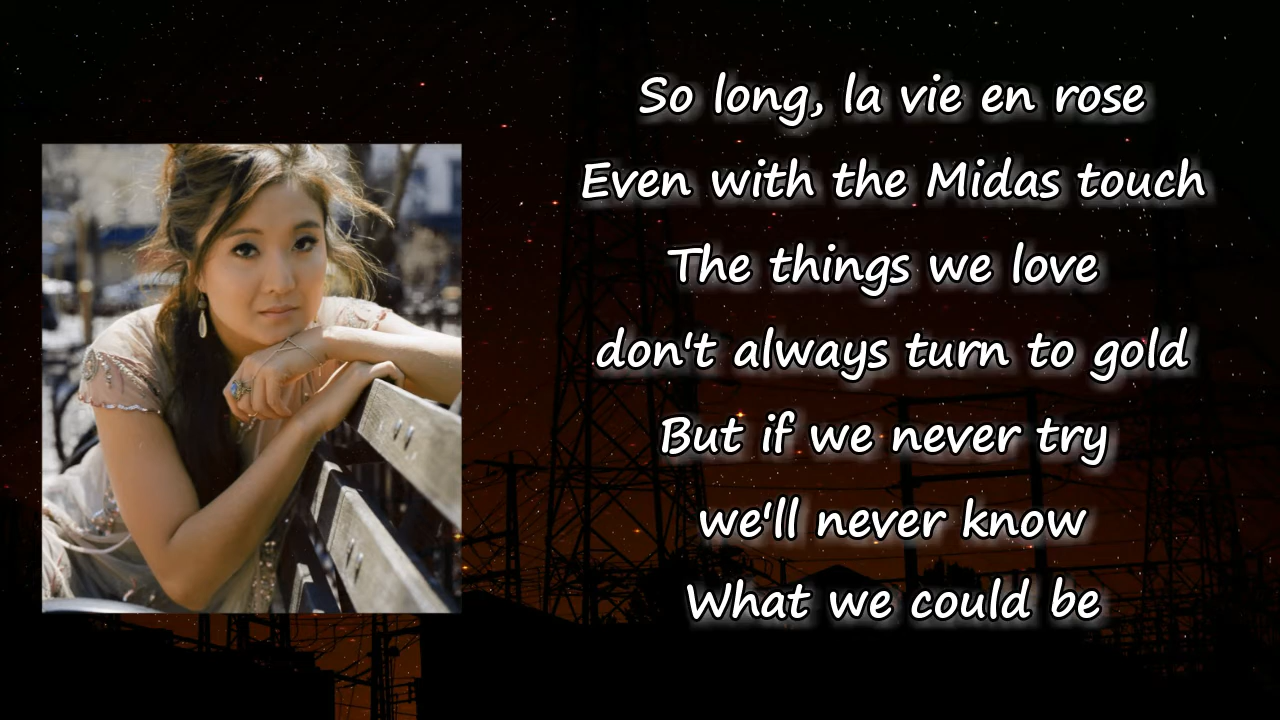 So long, la vie en rose
Even with the Midas touch
The things we love
don't always turn to gold
But if we never try
we'll never know
What we could be